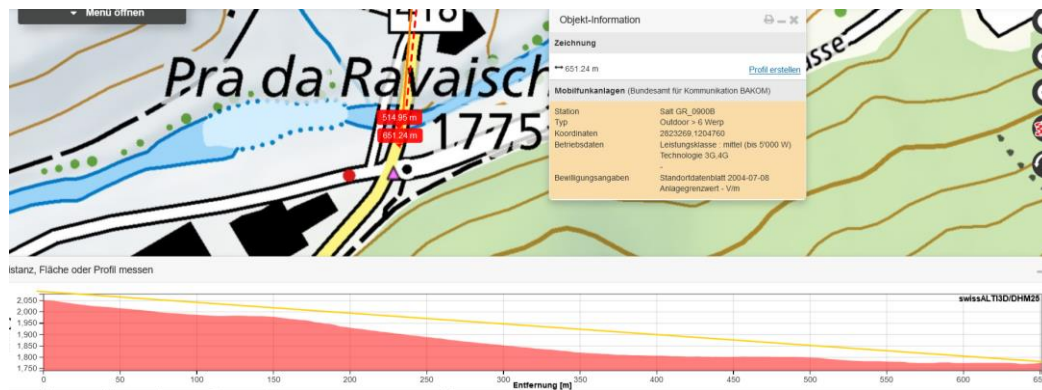 Menü öffnen
Objekt-Information
Zeichnung
651.24 m
Profil erstellen
Mobilfunkanlagen (Bundesamt für Kommunikation BAKOM)
Station Salt GR_0900B
Typ Outdoor > 6 Werp
Koordinaten 2823269,1204760
Betriebsdaten Leistungsklasse : mittel (bis 5'000 W)
Technologie 3G,4G
-
Bewilligungsangaben Standortdatenblatt 2004-07-08
Anlagegrenzwert - V/m
Pra da Ravaisch
514.95 m
651.24 m
1775
asse
istanz, Fläche oder Profil messen
swissALTI3D/DHM25
2,050
2,000
1,950
1,900
1,850
1,800
1,750
0 50 100 150 200 250 300 350 400 450 500 550 600 65
Entfernung [m]